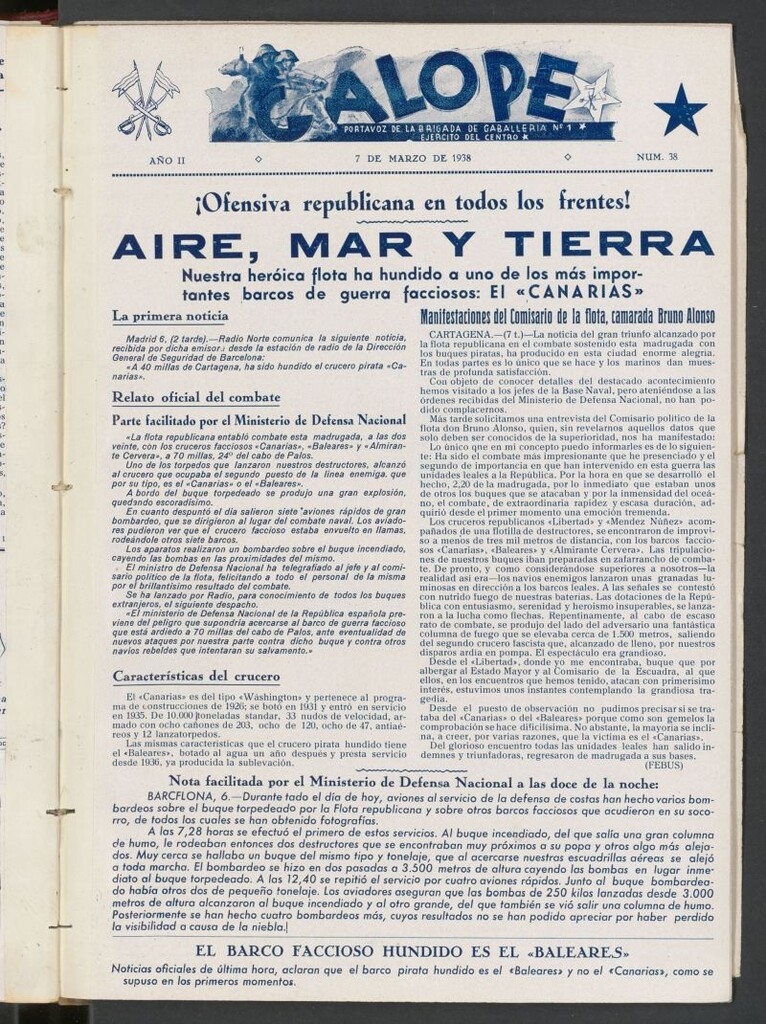 GALOPE
PORTAVOZ DE LA BRIGADA DE CABALLERIA Nº 1
EJERCITO DEL CENTRO
AÑO II
7 DE MARZO DE 1938
NUM. 38
¡Ofensiva republicana en todos los frentes!
AIRE, MAR Y TIERRA
Nuestra heróica flota ha hundido a uno de los más impor-
tantes barcos de guerra facciosos: El «CANARIAS»
La primera noticia
Madrid 6, (2 tarde).—Radio Norte comunica la siguiente noticia,
recibida por dicha emisora desde la estación de radio de la Dirección
General de Seguridad de Barcelona:
«A 40 millas de Cartagena, ha sido hundido el crucero pirata «Ca-
narias».
Relato oficial del combate
Parte facilitado por el Ministerio de Defensa Nacional
«La flota republicana entabló combate esta madrugada, a las dos
veinte, con los cruceros facciosos «Canarias», «Baleares» y «Almiran-
te Cervera», a 70 millas, 24º del cabo de Palos.
Uno de los torpedos que lanzaron nuestros destructores, alcanzó
al crucero que ocupaba el segundo puesto de la línea enemiga, que
por su tipo, es el «Canarias» o el «Baleares».
A bordo del buque torpedeado se produjo una gran explosión,
quedando escoradísimo.
En cuanto despuntó el día salieron siete aviones rápidos de gran
bombardeo, que se dirigieron al lugar del combate naval. Los aviado-
res pudieron ver que el crucero faccioso estaba envuelto en llamas,
rodeándole otros siete barcos.
Los aparatos realizaron un bombardeo sobre el buque incendiado,
cayendo las bombas en las proximidades del mismo.
El ministro de Defensa Nacional ha telegrafiado al jefe y al comi-
sario político de la flota, felicitando a todo el personal de la misma
por el brillantísimo resultado del combate.
Se ha lanzado por Radio, para conocimiento de todos los buques
extranjeros, el siguiente despacho.
«El ministerio de Defensa Nacional de la República española pre-
viene del peligro que supondría acercarse al barco de guerra faccioso
que está ardiedo a 70 millas del cabo de Palos, ante eventualidad de
nuevos ataques por nuestra parte contra dicho buque y contra otros
navíos rebeldes que intentaran su salvamento.»
Características del crucero
El «Canarias» es del tipo «Wáshington» y pertenece al progra-
ma de construcciones de 1926; se botó en 1931 y entró en servicio
en 1935. De 10.000 toneladas standar, 33 nudos de velocidad, ar-
mado con ocho cañones de 203, ocho de 120, ocho de 47, antiaé-
reos y 12 lanzatorpedos.
Las mismas características que el crucero pirata hundido tiene
el «Baleares», botado al agua un año después y presta servicio
desde 1936, ya producida la sublevación.
Manifestaciones del Comisario de la flota, camarada Bruno Alonso
CARTAGENA.—(7 t.)—La noticia del gran triunfo alcanzado por
la flota republicana en el combate sostenido esta madrugada con
los buques piratas, ha producido en esta ciudad enorme alegría.
En todas partes es lo único que se hace y los marinos dan mues-
tras de profunda satisfacción.
Con objeto de conocer detalles del destacado acontecimiento
hemos visitado a los jefes de la Base Naval, pero ateniéndose a las
órdenes recibidas del Ministerio de Defensa Nacional, no han po-
dido complacernos.
Más tarde solicitamos una entrevista del Comisario político de la
flota don Bruno Alonso, quien, sin revelarnos aquellos datos que
solo deben ser conocidos de la superioridad, nos ha manifestado:
Lo único que en mi concepto puedo informarles es de lo siguien-
te: Ha sido el combate más impresionante que he presenciado y el
segundo de importancia en que han intervenido en esta guerra las
unidades leales a la República. Por la hora en que se desarrolló el
hecho, 2,20 de la madrugada, por lo inmediato que estaban unos
de otros los buques que se atacaban y por la inmensidad del océa-
no, el combate, de extraordinaria rapidez y escasa duración, ad-
quirió desde el primer momento una emoción tremenda.
Los cruceros republicanos «Libertad» y «Mendez Núñez» acom-
pañados de una flotilla de destructores, se encontraron de improvi-
so a menos de tres mil metros de distancia, con los barcos faccio-
sos «Canarias», «Baleares» y «Almirante Cervera». Las tripulacio-
nes de nuestros buques iban preparadas en zafarrancho de comba-
te. De pronto, y como considerándose superiores a nosotros—la
realidad asi era—los navíos enemigos lanzaron unas granadas lu-
minosas en dirección a los barcos leales. A las señales se contestó
con nutrido fuego de nuestras baterías. Las dotaciones de la Repú-
blica con entusiasmo, serenidad y heroismo insuperables, se lanza-
ron a la lucha como flechas. Repentinamente, al cabo de escaso
rato de combate, se produjo del lado del adversario una fantástica
columna de fuego que se elevaba cerca de 1.500 metros, saliendo
del segundo crucero fascista que, alcanzado de lleno, por nuestros
disparos ardia en pompa. El espectáculo era grandioso.
Desde el «Libertad», donde yo me encontraba, buque que por
albergar al Estado Mayor y al Comisario de la Escuadra, al que
ellos, en los encuentros que hemos tenido, atacan con primerísimo
interés, estuvimos unos instantes contemplando la grandiosa tra-
gedia.
Desde el puesto de observación no pudimos precisar si se tra-
taba del «Canarias» o del «Baleares» porque como son gemelos la
comprobación se hace dificilísima. No abstante, la mayoría se incli-
na, a creer, por varias razones, que la víctima es el «Canarias».
Del glorioso encuentro todas las unidades leales han salido in-
demnes y triunfadoras, regresaron de madrugada a sus bases.
(FEBUS)
Nota facilitada por el Ministerio de Defensa Nacional a las doce de la noche:
BARCFLONA, 6.—Durante tado el día de hoy, aviones al servicio de la defensa de costas han hecho varios bom-
bardeos sobre el buque torpedeado por la Flota republicana y sobre otros barcos facciosos que acudieron en su soco-
rro, de todos los cuales se han obtenido fotografías.
A las 7,28 horas se efectuó el primero de estos servicios. Al buque incendiado, del que salía una gran columna
de humo, le rodeaban entonces dos destructores que se encontraban muy próximos a su popa y otros algo más aleja-
dos. Muy cerca se hallaba un buque del mismo tipo y tonelaje, que al acercarse nuestras escuadrillas aéreas se alejó
a toda marcha. El bombardeo se hizo en dos pasadas a 3.500 metros de altura cayendo las bombas en lugar inme-
diato al buque torpedeado. A las 12,40 se repitió el servicio por cuatro aviones rápidos. Junto al buque bombardea-
do había otros dos de pequeño tonelaje. Los aviadores aseguran que las bombas de 250 kilos lanzadas desde 3.000
metros de altura alcanzaron al buque incendiado y al otro grande, del que también se vió salir una columna de humo.
Posteriormente se han hecho cuatro bombardeos más, cuyos resultados no se han podido apreciar por haber perdido
la visibilidad a causa de la niebla.
EL BARCO FACCIOSO HUNDIDO ES EL «BALEARES»
Noticias oficiales de última hora, aclaran que el barco pirata hundido es el «Baleares» y no el «Canarias», como se
supuso en los primeros momentos.